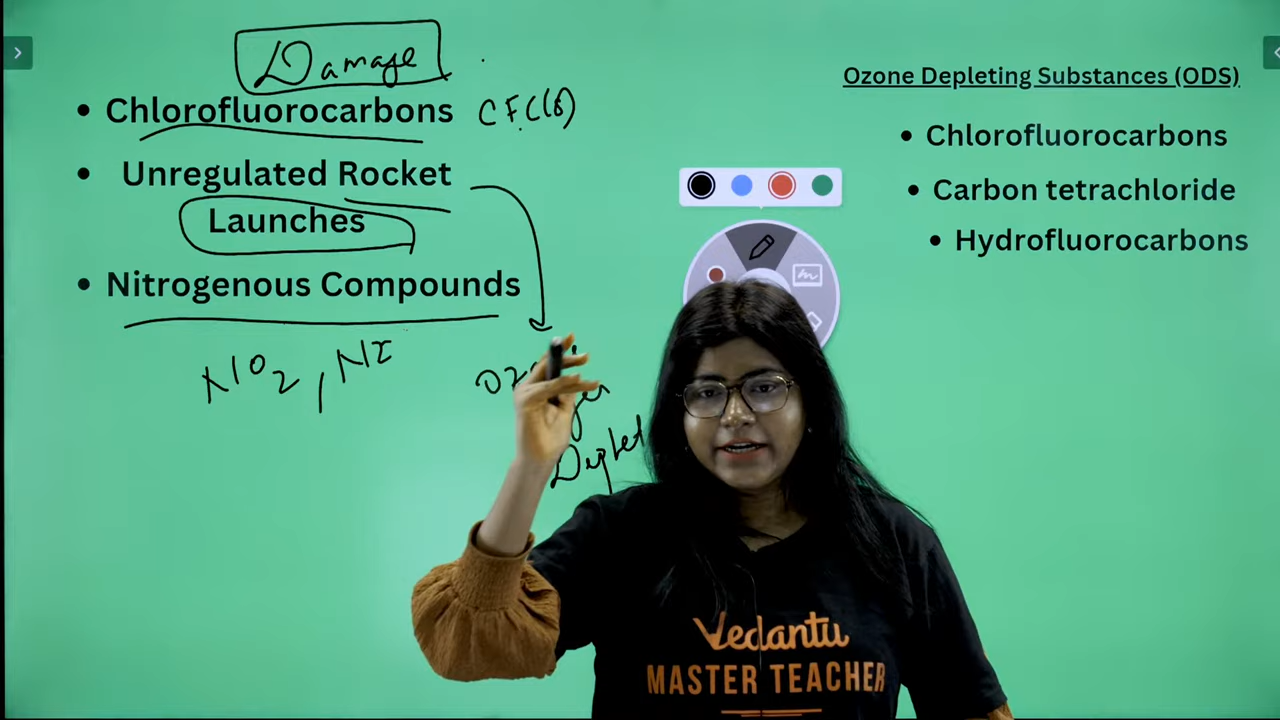 Damage
• Chlorofluorocarbons CFC(s)
• Unregulated Rocket
Launches
• Nitrogenous Compounds
NO2, 
Deplet
Ozone Depleting Substances (ODS)
• Chlorofluorocarbons
• Carbon tetrachloride
• Hydrofluorocarbons
Vedantu
MASTER TEACHER